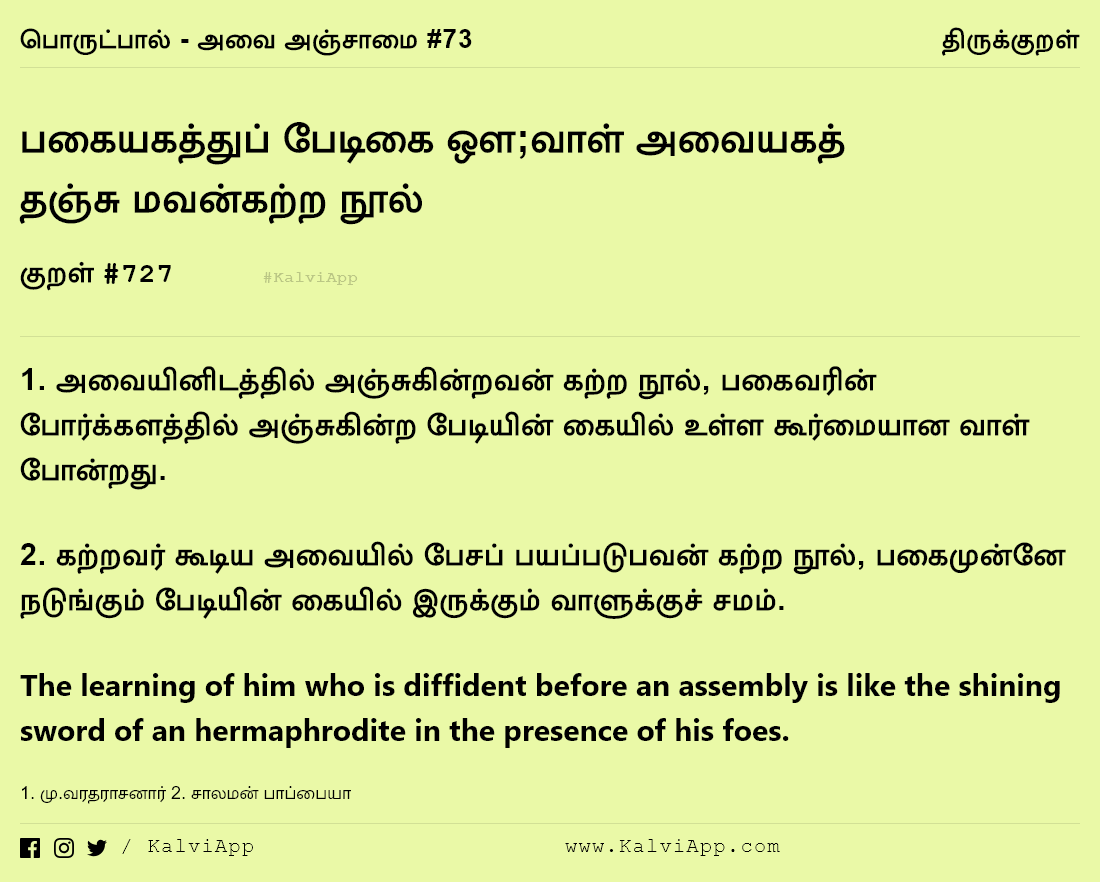 பொருட்பால் - அவை அஞ்சாமை #73 திருக்குறள்
பகையகத்துப் பேடிகை ஔ;வாள் அவையகத்
தஞ்சு மவன்கற்ற நூல்
குறள் #727 #KalviApp
1. அவையினிடத்தில் அஞ்சுகின்றவன் கற்ற நூல், பகைவரின்
போர்க்களத்தில் அஞ்சுகின்ற பேடியின் கையில் உள்ள கூர்மையான வாள்
போன்றது.
2. கற்றவர் கூடிய அவையில் பேசப் பயப்படுபவன் கற்ற நூல், பகைமுன்னே
நடுங்கும் பேடியின் கையில் இருக்கும் வாளுக்குச் சமம்.
The learning of him who is diffident before an assembly is like the shining
sword of an hermaphrodite in the presence of his foes.
1. மு.வரதராசனார் 2. சாலமன் பாப்பையா
/ KalviApp www.KalviApp.com